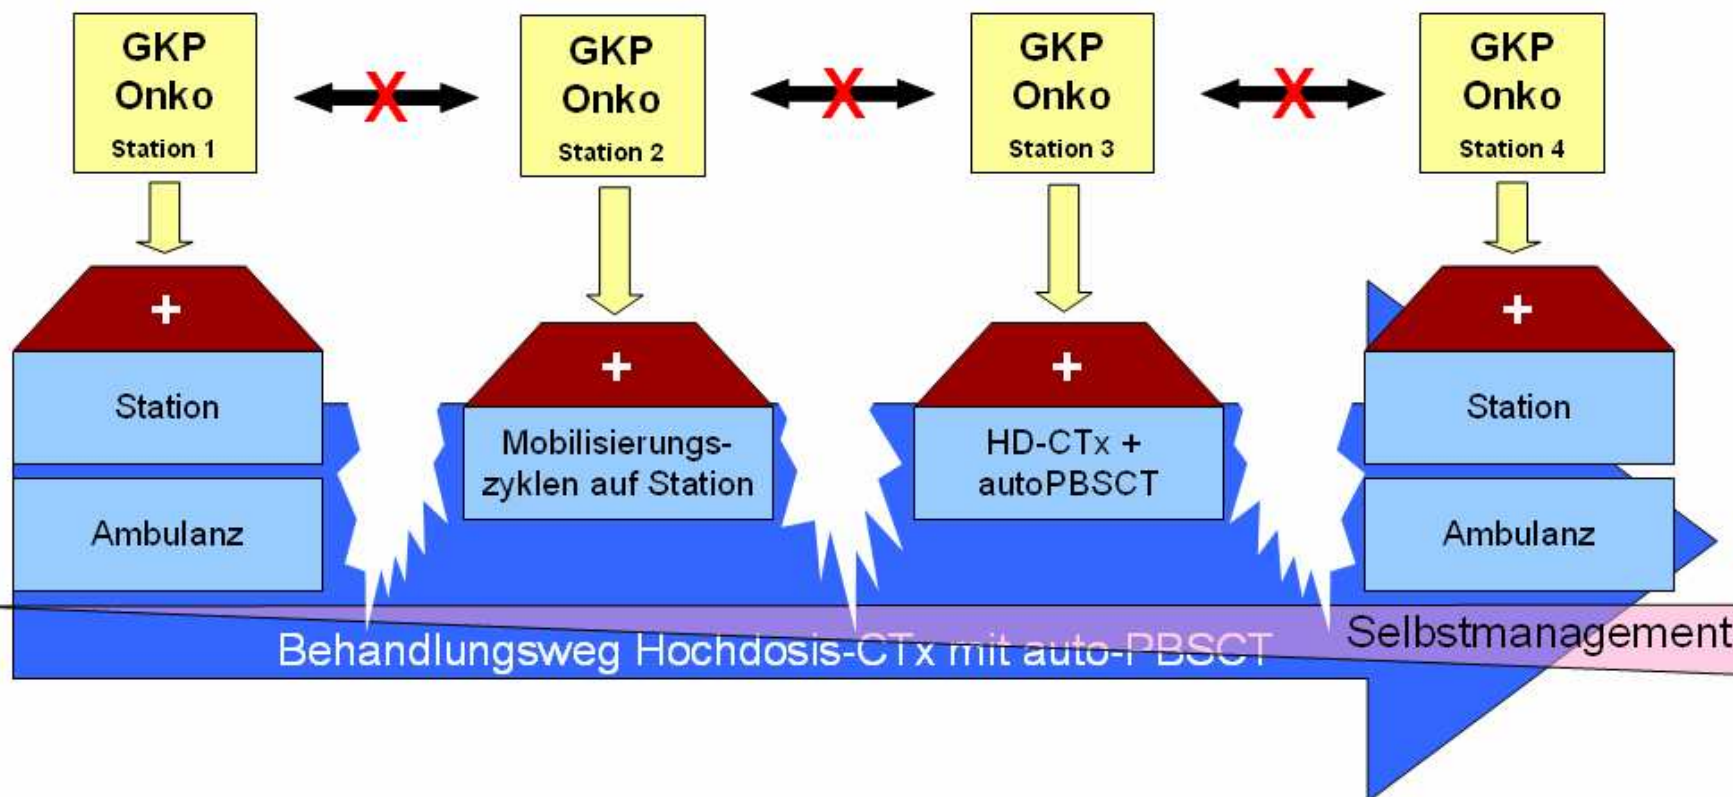 GKP
Onko
Station 1
X
GKP
Onko
Station 2
X
GKP
Onko
Station 3
X
GKP
Onko
Station 4
+
Station
Ambulanz
+
Mobilisierungs-
zyklen auf Station
+
HD-CTx +
autoPBSCT
+
Station
Ambulanz
Behandlungsweg Hochdosis-CTx mit auto-PBSCT
Selbstmanagement